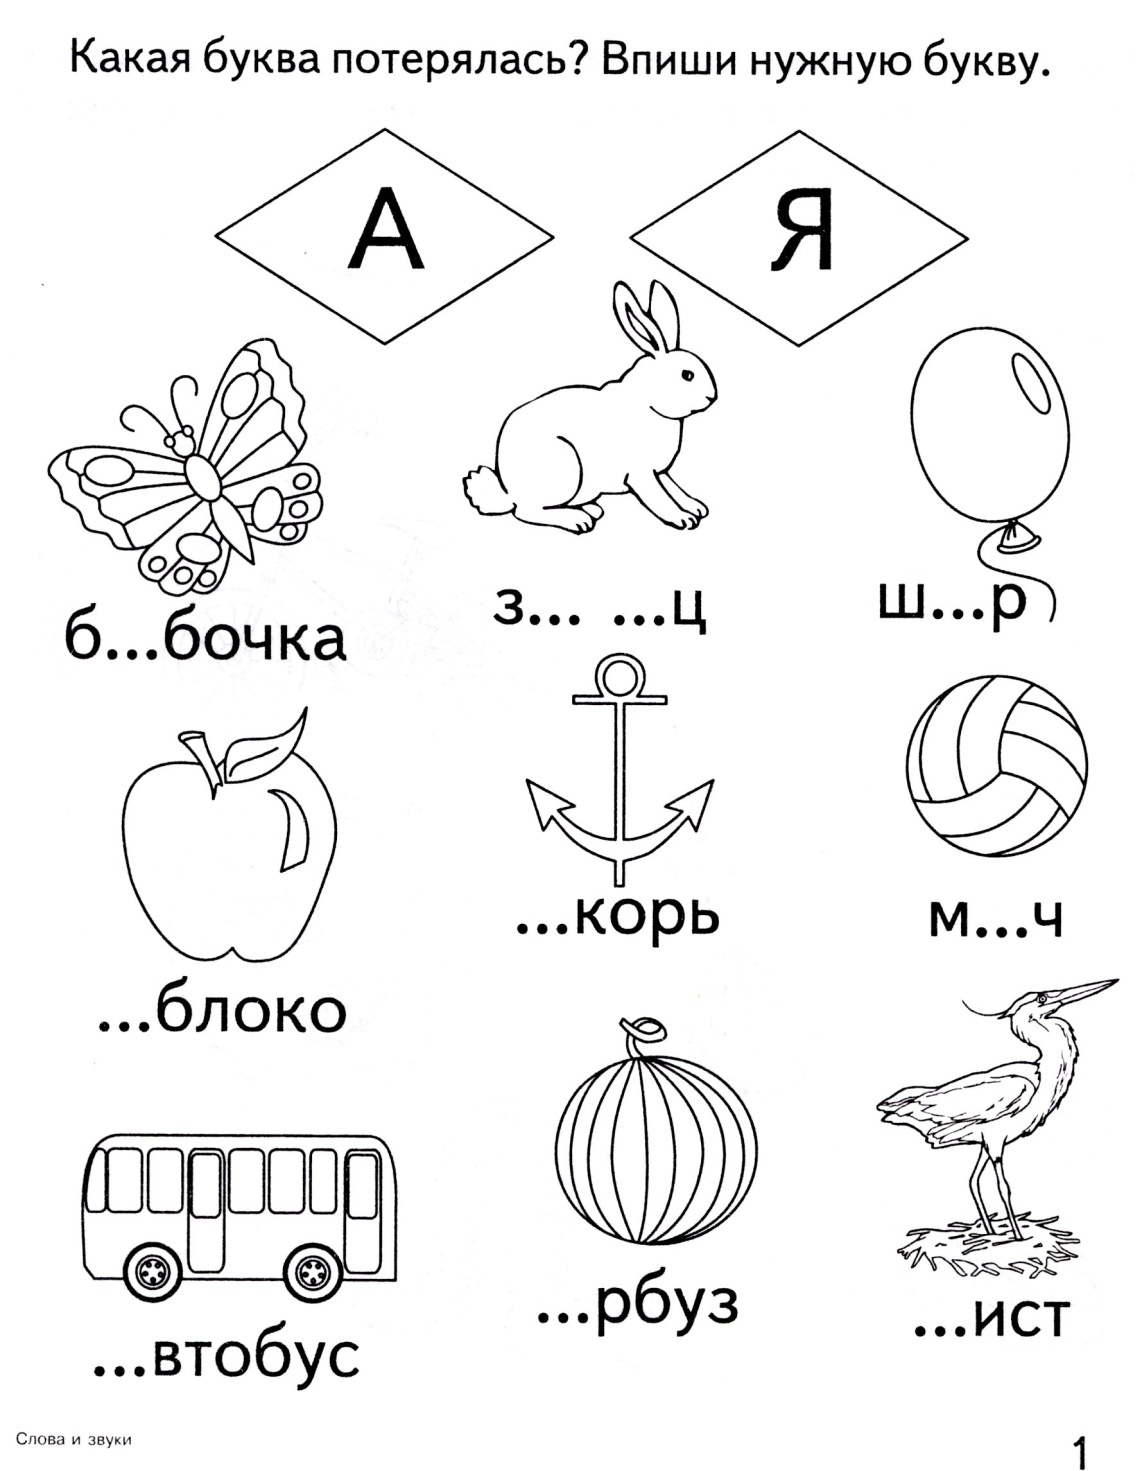 Какая буква потерялась? Впиши нужную букву.
А Я
б...бочка
з... ...ц
ш...р
...блоко
...корь
м...ч
...втобус
...рбуз
...ист
Слова и звуки
1